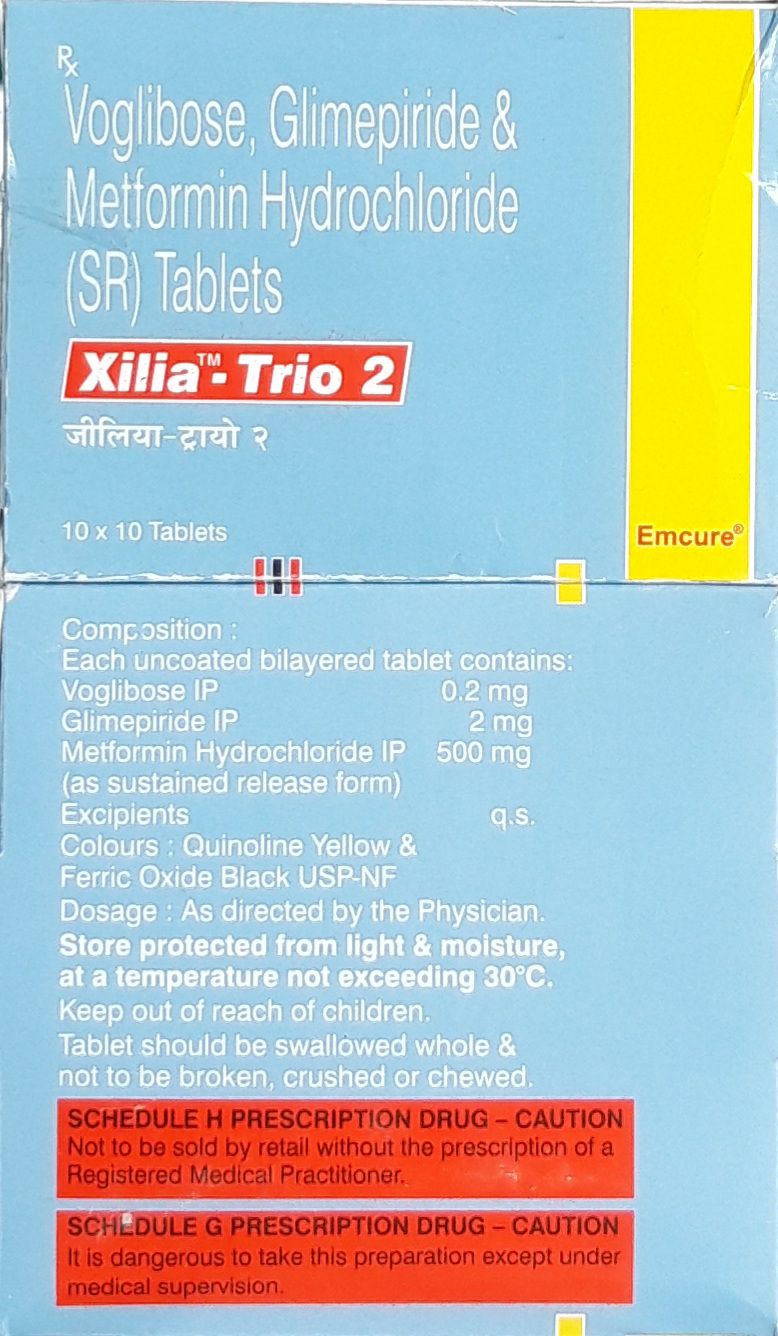 Rx
Voglibose, Glimepiride &
Metformin Hydrochloride
(SR) Tablets
Xilia™- Trio 2
जीलिया-ट्रायो २
10 x 10 Tablets
Emcure®
Composition :
Each uncoated bilayered tablet contains:
Voglibose IP 0.2 mg
Glimepiride IP 2 mg
Metformin Hydrochloride IP 500 mg
(as sustained release form)
Excipients q.s.
Colours : Quinoline Yellow &
Ferric Oxide Black USP-NF
Dosage : As directed by the Physician.
Store protected from light & moisture,
at a temperature not exceeding 30°C.
Keep out of reach of children.
Tablet should be swallowed whole &
not to be broken, crushed or chewed.
SCHEDULE H PRESCRIPTION DRUG – CAUTION
Not to be sold by retail without the prescription of a
Registered Medical Practitioner.
SCHEDULE G PRESCRIPTION DRUG – CAUTION
It is dangerous to take this preparation except under
medical supervision.